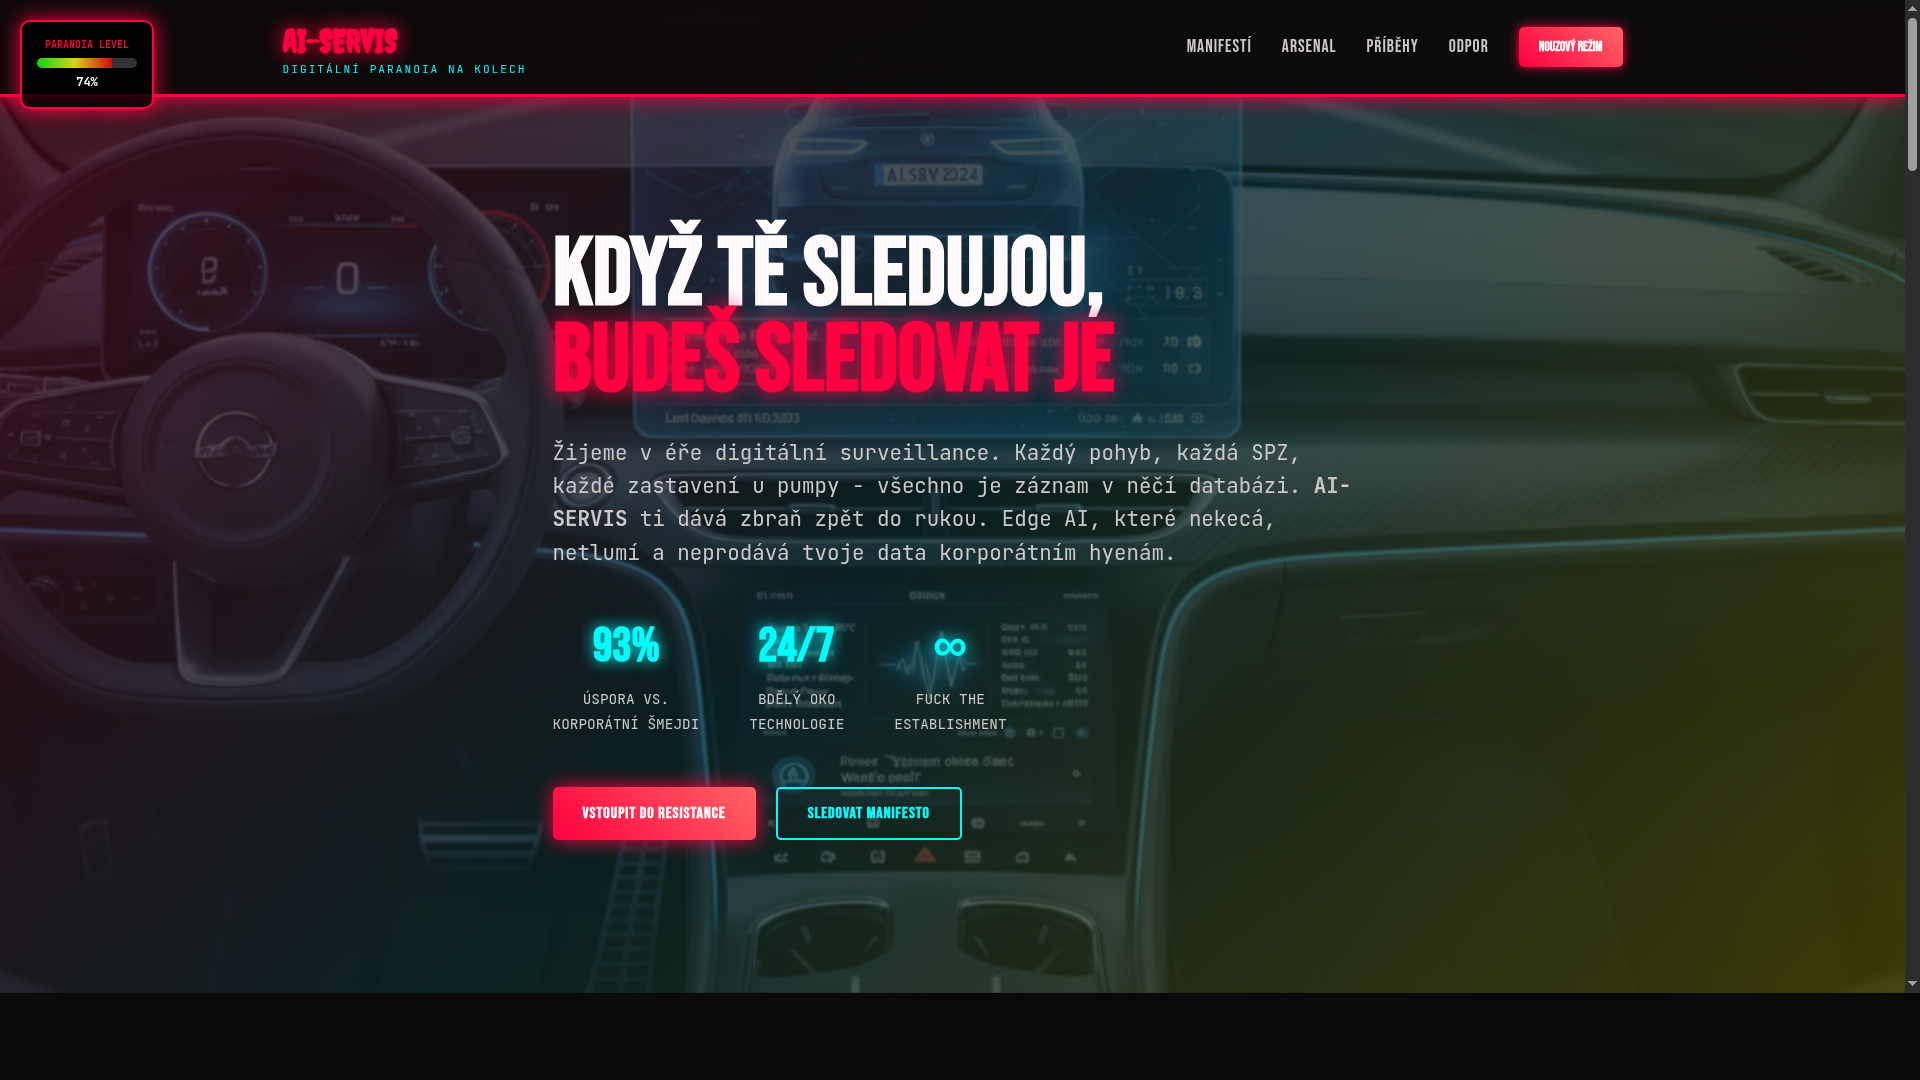 PARANOIA LEVEL
74%
AI-SERVIS
DIGITÁLNÍ PARANOIA NA KOLECH
MANIFESTÍ
ARSENAL
PŘÍBĚHY
ODPOR
NOUZOVÝ REŽIM
ALSBY 2024
KDYŽ TĚ SLEDUJOU,
BUDEŠ SLEDOVAT JE
Žijeme v éře digitální surveillance. Každý pohyb, každá SPZ,
každé zastavení u pumpy - všechno je záznam v něčí databázi. AI-
SERVIS ti dává zbraň zpět do rukou. Edge AI, které nekecá,
netlumí a neprodává tvoje data korporátním hyenám.
93%
ÚSPORA VS.
KORPORÁTNÍ ŠMEJDI
24/7
BDĚLÝ OKO
TECHNOLOGIE
∞
FUCK THE
ESTABLISHMENT
VSTOUPIT DO RESISTANCE
SLEDOVAT MANIFESTO